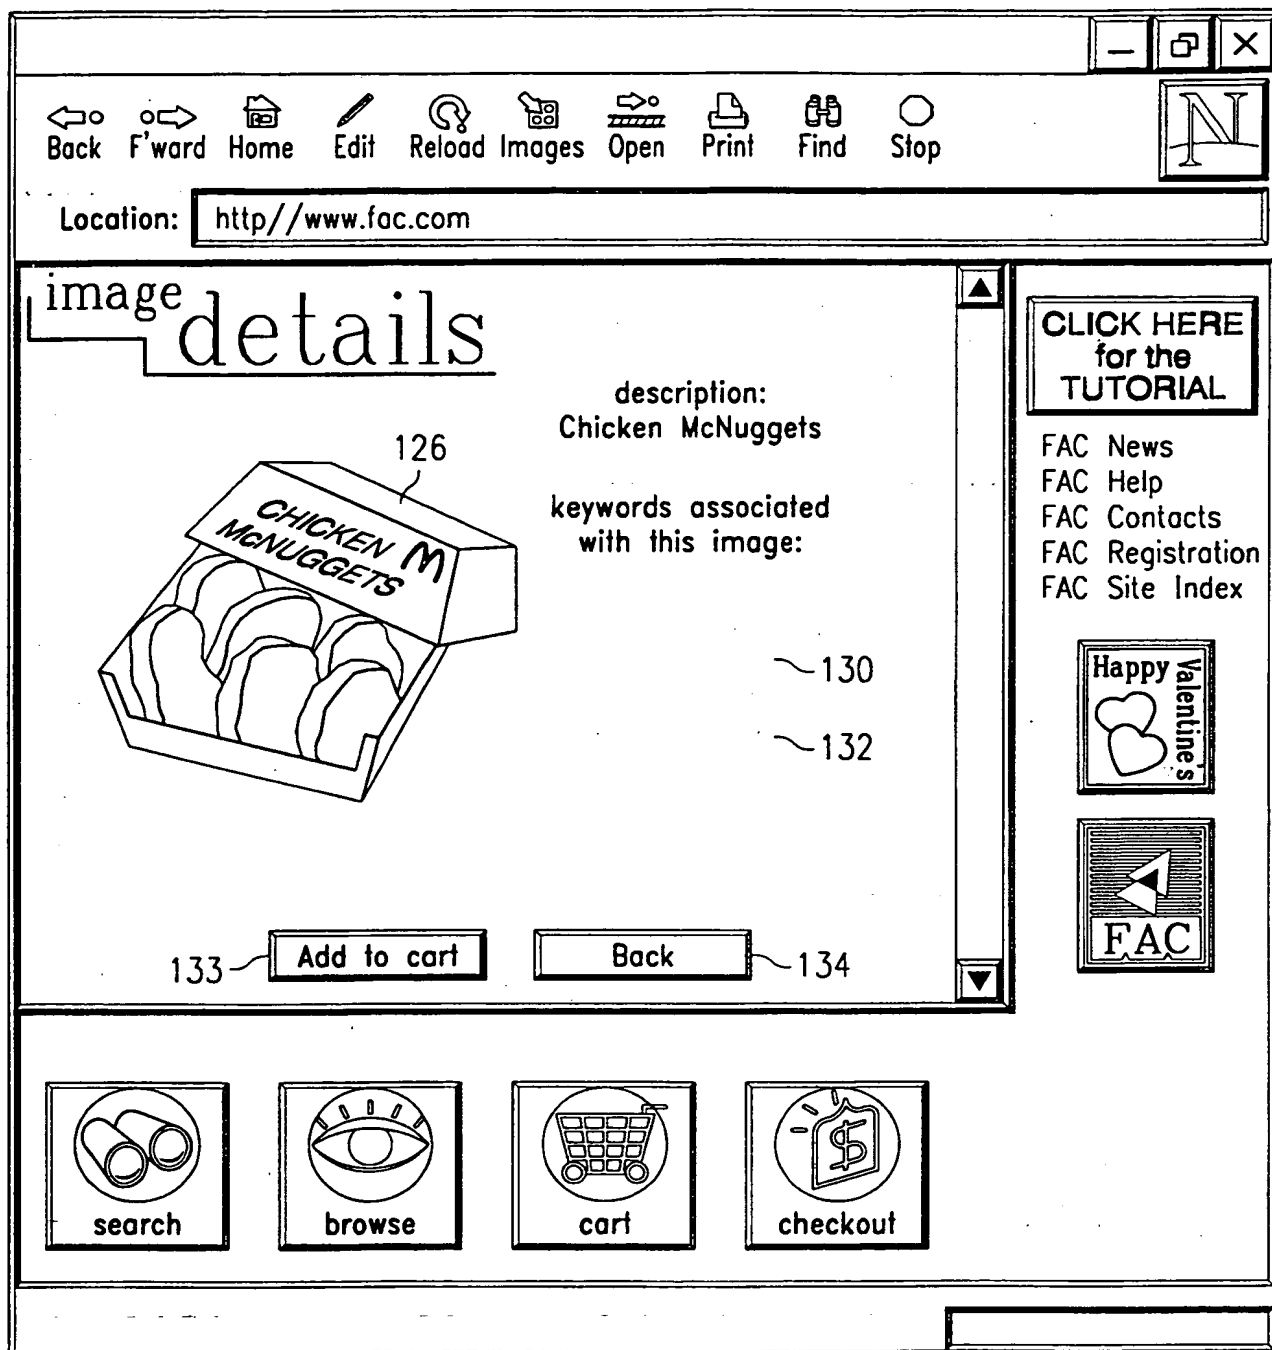 Back F'ward Home Edit Reload Images Open Print Find Stop
N
Location: http//www.fac.com
image
details
description:
Chicken McNuggets
126
CHICKEN
McNUGGETS
M
keywords associated
with this image:
130
132
133
Add to cart
Back
134
CLICK HERE
for the
TUTORIAL
FAC News
FAC Help
FAC Contacts
FAC Registration
FAC Site Index
Happy
Valentine's
FAC
search
browse
cart
$
checkout